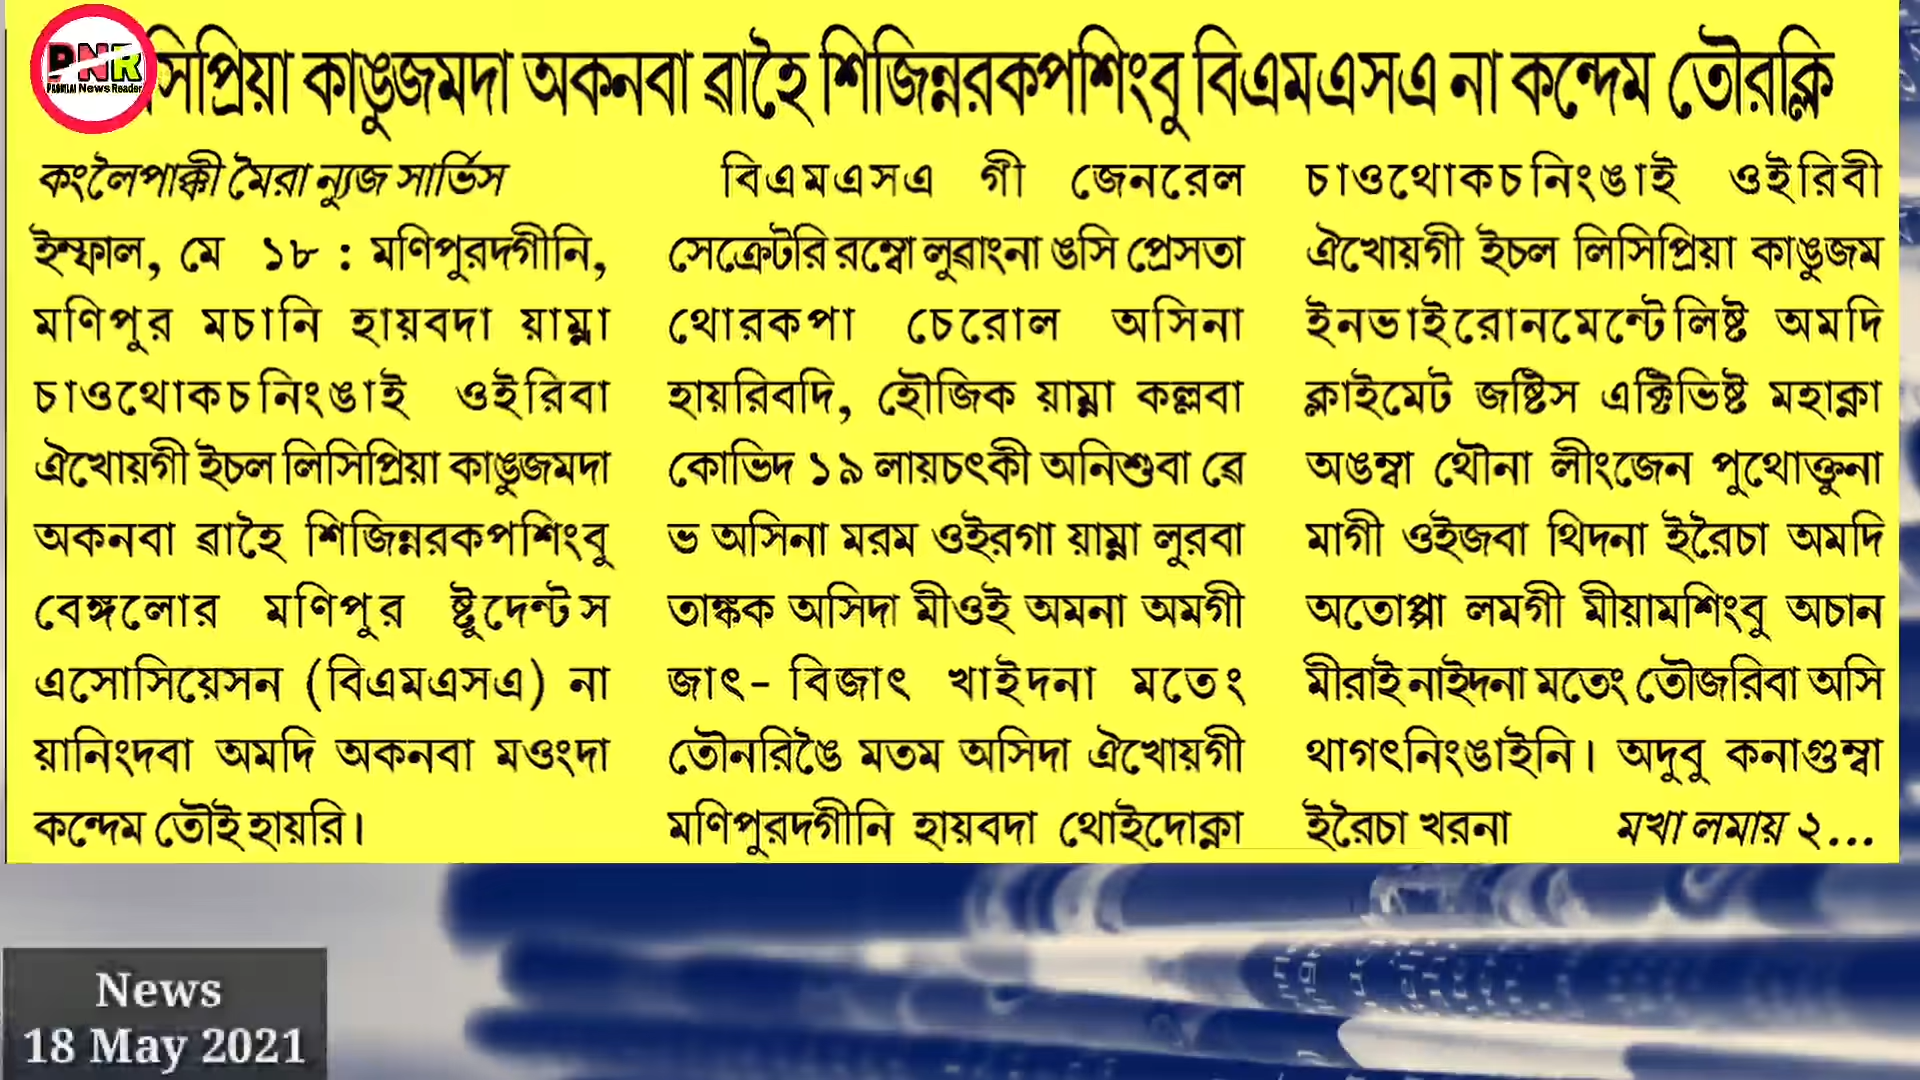 PNR
PAOMLAI News Reader
সিপ্রিয়া কাঙুজমদা অকনবা ৱাহৈ শিজিন্নরকপশিংবু বিএমএসএ না কন্দেম তৌরক্লি
কংলৈপাক্কী মৈরা ন্যুজ সার্ভিস
ইম্ফাল, মে ১৮ : মণিপুরদগীনি,
মণিপুর মচানি হায়বদা য়াম্না
চাওথোকচনিংঙাই ওইরিবা
ঐখোয়গী ইচল লিসিপ্রিয়া কাঙুজমদা
অকনবা ৱাহৈ শিজিন্নরকপশিংবু
বেঙ্গলোর মণিপুর ষ্টুদেন্টস
এসোসিয়েসন (বিএমএসএ) না
য়ানিংদবা অমদি অকনবা মওংদা
কন্দেম তৌই হায়রি।
বিএমএসএ গী জেনরেল
সেক্রেটরি রম্বো লুৱাংনা ঙসি প্রেসতা
থোরকপা চেরোল অসিনা
হায়রিবদি, হৌজিক য়াম্না কল্লবা
কোভিদ ১৯ লায়চৎকী অনিশুবা ৱে
ভ অসিনা মরম ওইরগা য়াম্না লুরবা
তাঙ্কক অসিদা মীওই অমনা অমগী
জাৎ- বিজাৎ খাইদনা মতেং
তৌনরিঙৈ মতম অসিদা ঐখোয়গী
মণিপুরদগীনি হায়বদা থোইদোক্না
চাওথোকচনিংঙাই ওইরিবী
ঐখোয়গী ইচল লিসিপ্রিয়া কাঙুজম
ইনভাইরোনমেন্টেলিষ্ট অমদি
ক্লাইমেট জষ্টিস এক্টিভিষ্ট মহাক্না
অঙম্বা থৌনা লীংজেন পুথোক্তুনা
মাগী ওইজবা থিদনা ইরৈচা অমদি
অতোপ্পা লমগী মীয়ামশিংবু অচান
মীরাই নাইদনা মতেং তৌজরিবা অসি
থাগৎনিংঙাইনি। অদুবু কনাগুম্বা
ইরৈচা খরনা মখা লমায় ২...
News
18 May 2021